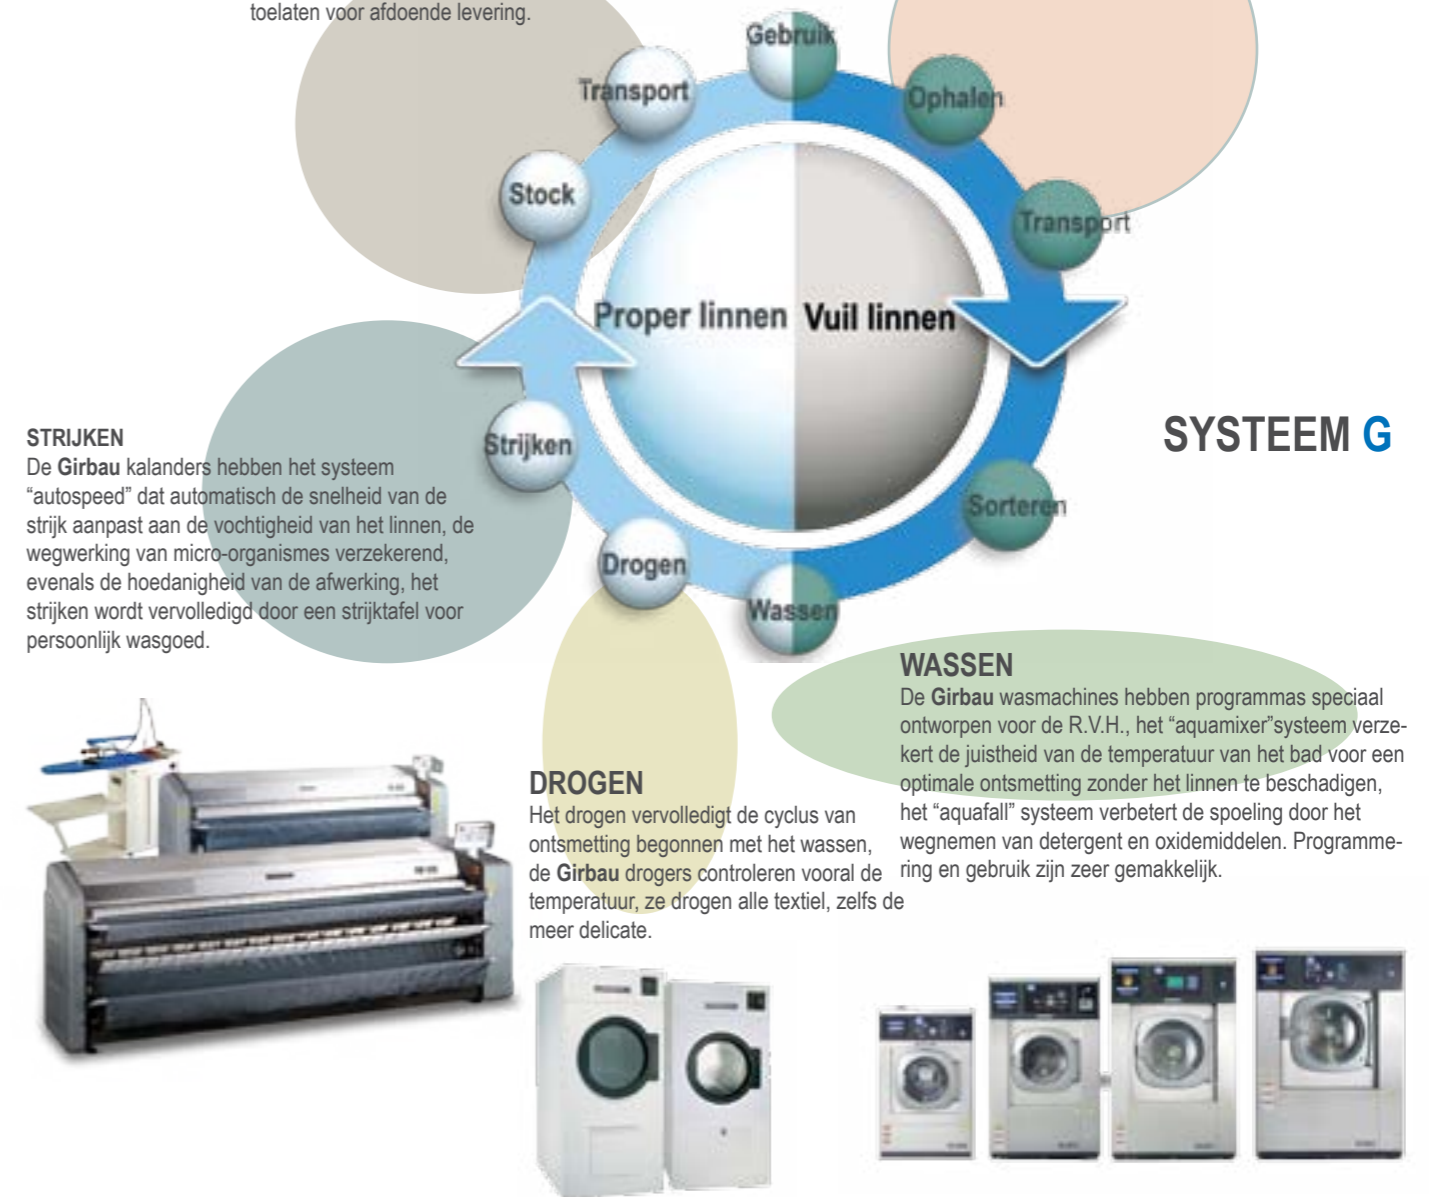 toelaten voor afdoende levering.
Gebruik
Transport
Ophalen
Stock
Transport
Proper linnen
Vuil linnen
Strijken
Sorteren
Drogen
Wassen
SYSTEEM G
STRIJKEN
De Girbau kalanders hebben het systeem
“autospeed” dat automatisch de snelheid van de
strijk aanpast aan de vochtigheid van het linnen, de
wegwerking van micro-organismes verzekerend,
evenals de hoedanigheid van de afwerking, het
strijken wordt vervolledigd door een strijktafel voor
persoonlijk wasgoed.
DROGEN
Het drogen vervolledigt de cyclus van
ontsmetting begonnen met het wassen,
de Girbau drogers controleren vooral de
temperatuur, ze drogen alle textiel, zelfs de
meer delicate.
WASSEN
De Girbau wasmachines hebben programmas speciaal
ontworpen voor de R.V.H., het “aquamixer”systeem verze-
kert de juistheid van de temperatuur van het bad voor een
optimale ontsmetting zonder het linnen te beschadigen,
het “aquafall” systeem verbetert de spoeling door het
wegnemen van detergent en oxidemiddelen. Programme-
ring en gebruik zijn zeer gemakkelijk.